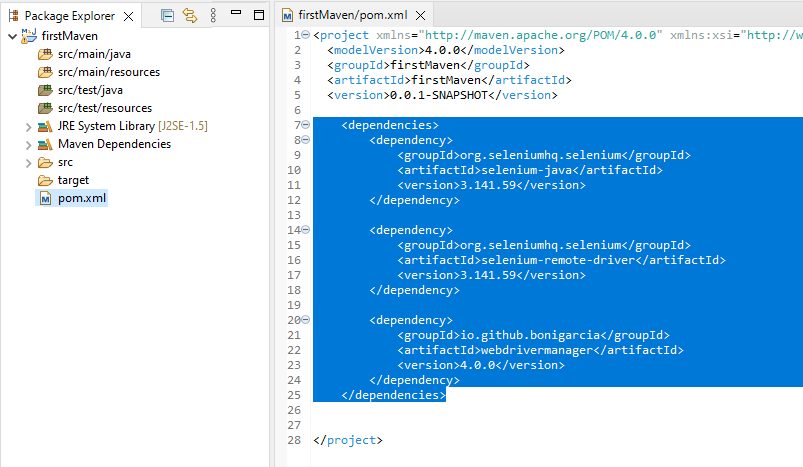 Package Explorer
firstMaven
src/main/java
src/main/resources
src/test/java
src/test/resources
JRE System Library [J2SE-1.5]
Maven Dependencies
src
target
pom.xml
firstMaven/pom.xml
1 <project xmlns="http://maven.apache.org/POM/4.0.0" xmlns:xsi="http://w
2 <modelVersion>4.0.0</modelVersion>
3 <groupId>firstMaven</groupId>
4 <artifactId>firstMaven</artifactId>
5 <version>0.0.1-SNAPSHOT</version>
6
7 <dependencies>
8 <dependency>
9 <groupId>org.seleniumhq.selenium</groupId>
10 <artifactId>selenium-java</artifactId>
11 <version>3.141.59</version>
12 </dependency>
13
14 <dependency>
15 <groupId>org.seleniumhq.selenium</groupId>
16 <artifactId>selenium-remote-driver</artifactId>
17 <version>3.141.59</version>
18 </dependency>
19
20 <dependency>
21 <groupId>io.github.bonigarcia</groupId>
22 <artifactId>webdrivermanager</artifactId>
23 <version>4.0.0</version>
24 </dependency>
25 </dependencies>
26
27
28 </project>